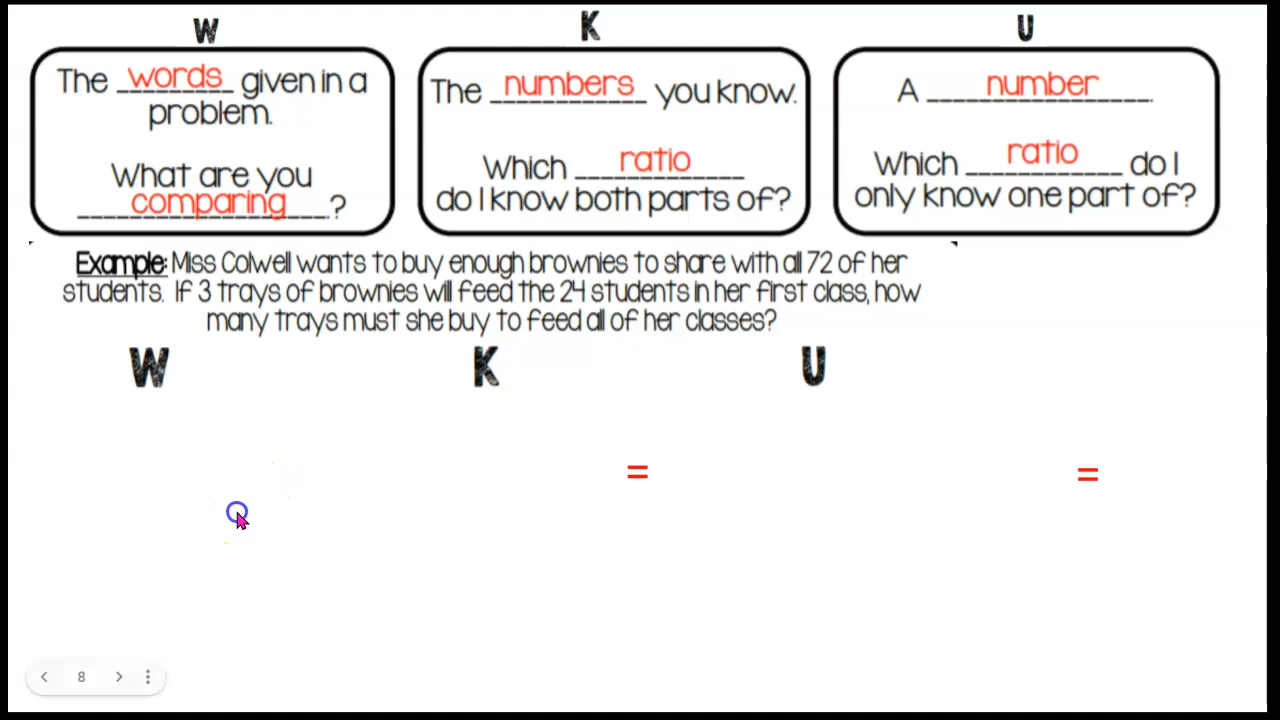 W
K
U
The words given in a
problem.
What are you
comparing?
The numbers you know.
Which ratio
do I know both parts of?
A number.
Which ratio do I
only know one part of?
Example: Miss Colwell wants to buy enough brownies to share with all 72 of her
students. If 3 trays of brownies will feed the 24 students in her first class, how
many trays must she buy to feed all of her classes?
W
K
U
=
=
8